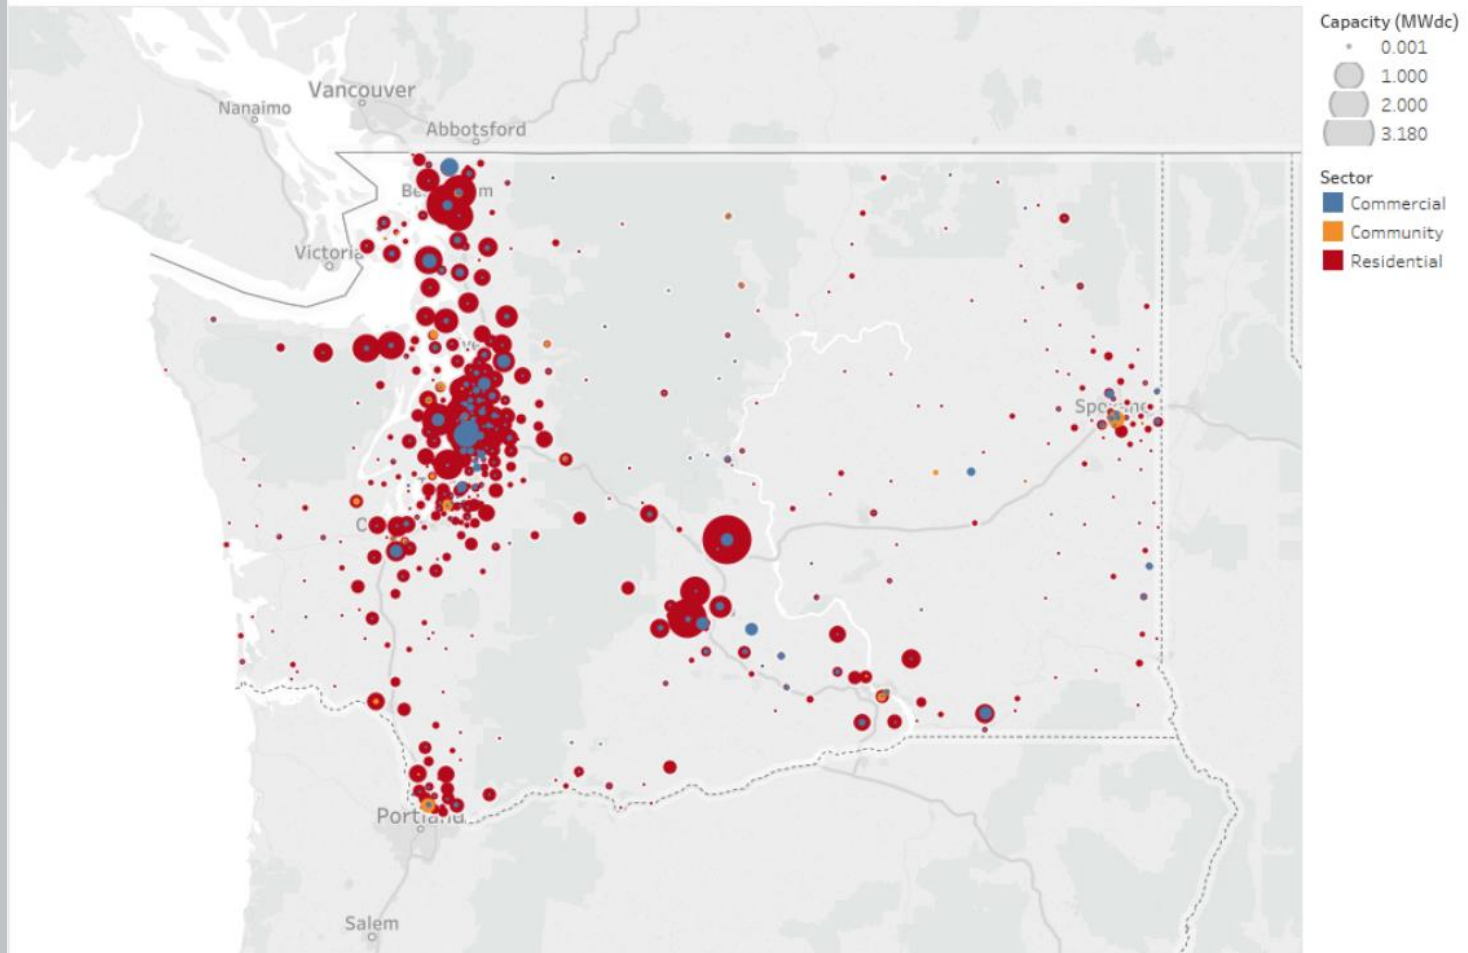 Capacity (MWdc)
0.001
1.000
2.000
3.180
Sector
Commercial
Community
Residential
Vancouver
Nanaimo
Abbotsford
Victoria
Portland
Salem